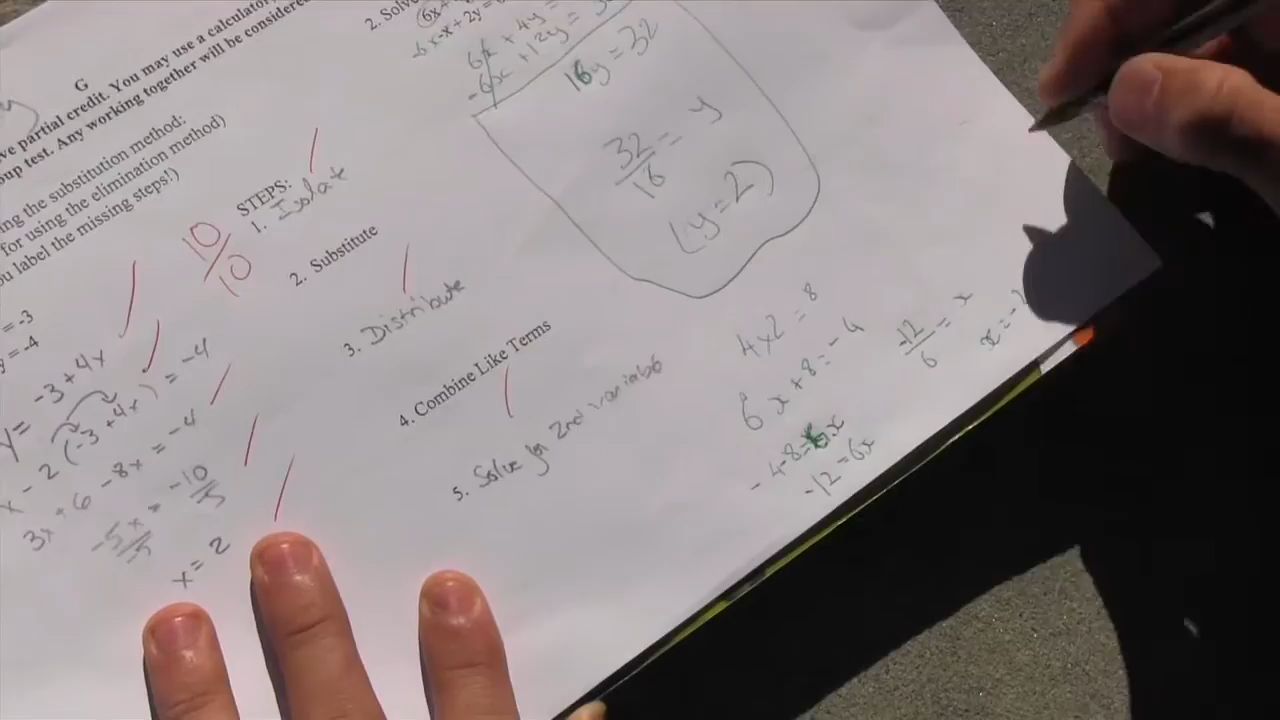 G
ve partial credit. You may use a calculator,
oup test. Any working together will be considered
ing the substitution method:
for using the elimination method)
ou label the missing steps!)
= -3
y = -4
y = -3 + 4x
x - 2 (-3 + 4x) = -4
3x + 6 - 8x = -4
-5x/-5 = -10/-5
x = 2
10/10
STEPS:
1. Isolat
2. Substitute
3. Distribute
4. Combine Like Terms
5. Solve for 2nd variable
2. Solve
6x + 4y =
-6x + 12y =
16y = 32
32/16 = y
(y = 2)
4x2 = 8
6x + 8 = -4
-4-8=6x
-12 = 6x
-12/6 = x
x = -